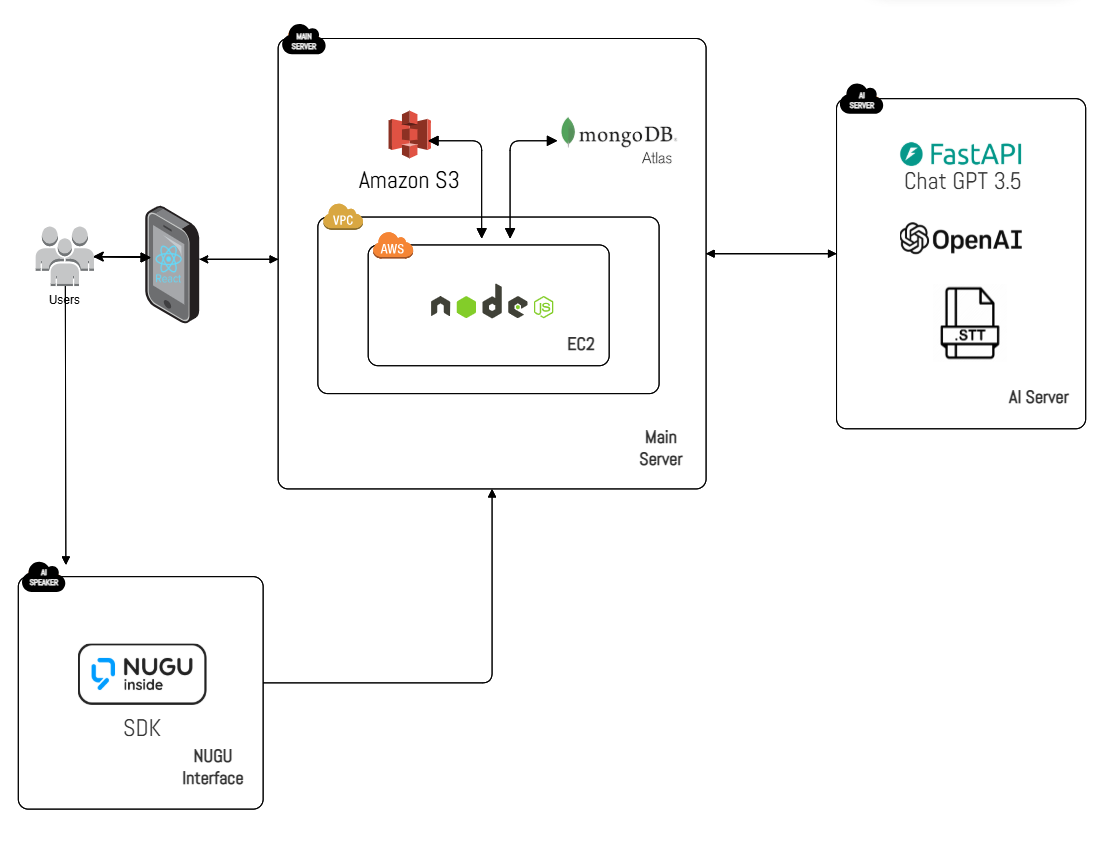 MAIN
SERVER
Amazon S3
mongoDB.
Atlas
VPC
AWS
node
JS
EC2
Main
Server
Users
React
AI
SERVER
FastAPI
Chat GPT 3.5
OpenAI
.STT
AI Server
AI
SPEAKER
NUGU
inside
SDK
NUGU
Interface